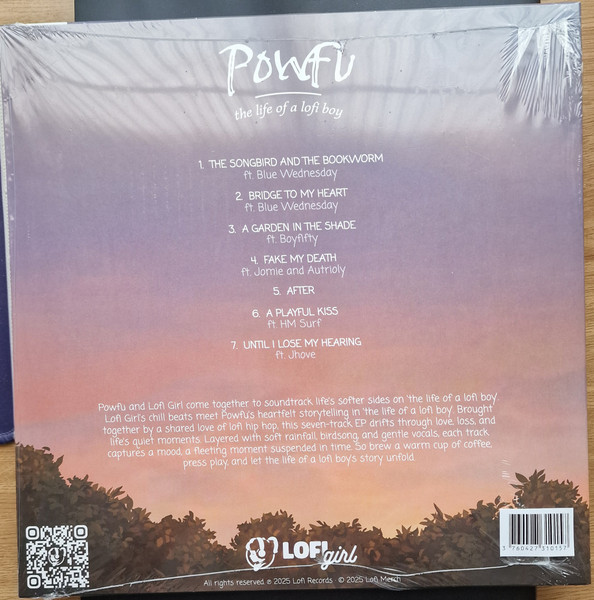 Powfu
the life of a lofi boy
1. THE SONGBIRD AND THE BOOKWORM
ft. Blue Wednesday
2. BRIDGE TO MY HEART
ft. Blue Wednesday
3. A GARDEN IN THE SHADE
ft. Boyfifty
4. FAKE MY DEATH
ft. Jomie and Autrioly
5. AFTER
6. A PLAYFUL KISS
ft. HM Surf
7. UNTIL I LOSE MY HEARING
ft. Jhove
Powfu and Lofi Girl come together to soundtrack life's softer sides on 'the life of a lofi boy'.
Lofi Girl's chill beats meet Powfu's heartfelt storytelling in 'the life of a lofi boy'. Brought
together by a shared love of lofi hip hop, this seven-track EP drifts through love, loss, and
life's quiet moments. Layered with soft rainfall, birdsong, and gentle vocals, each track
captures a mood, a fleeting moment suspended in time. So brew a warm cup of coffee,
press play, and let the life of a lofi boy's story unfold.
LOFI girl
3 760427 310157
All rights reserved ℗ 2025 Lofi Records · © 2025 Lofi Merch